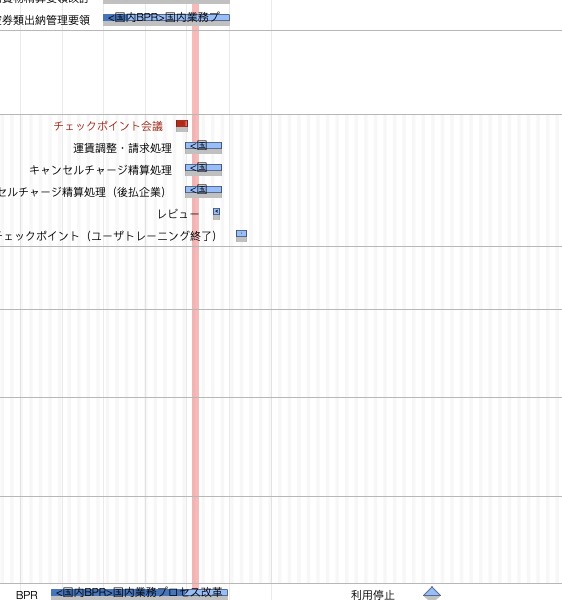 券類出納管理要領 <国内BPR>国内業務プ
チェックポイント会議
運賃調整・請求処理 <国
キャンセルチャージ精算処理 <国
セルチャージ精算処理（後払企業） <国
レビュー <
チェックポイント（ユーザトレーニング終了）
BPR <国内BPR>国内業務プロセス改革 利用停止